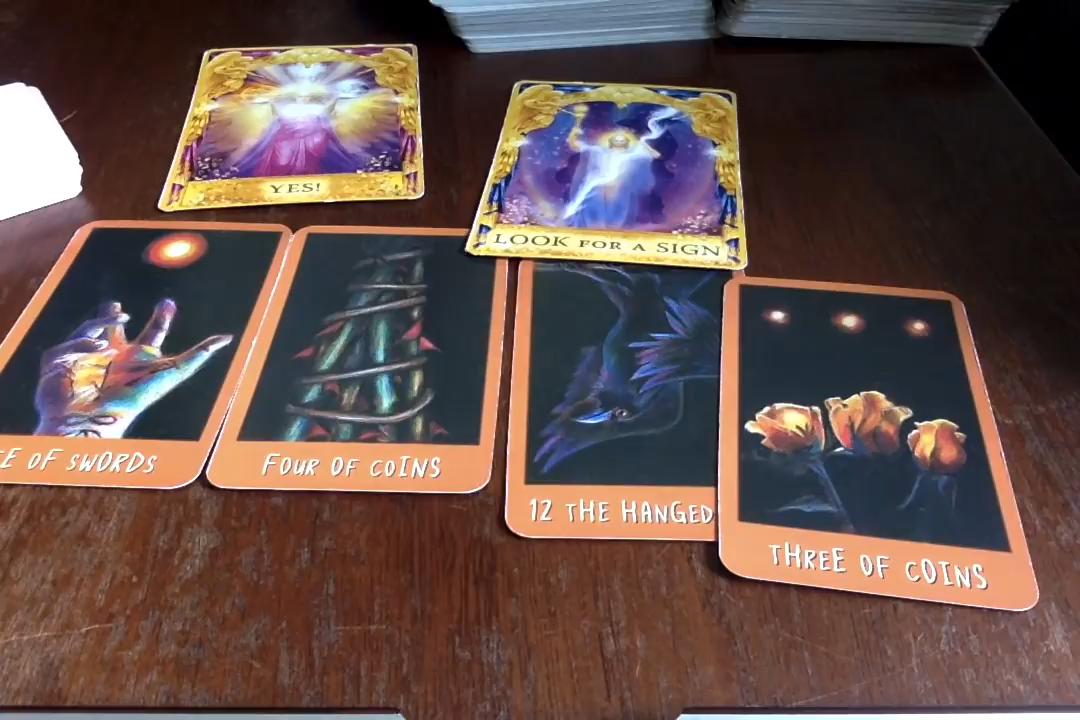 YES!
LOOK FOR A SIGN
OF SWORDS
FOUR OF COINS
12 THE HANGED
THREE OF COINS